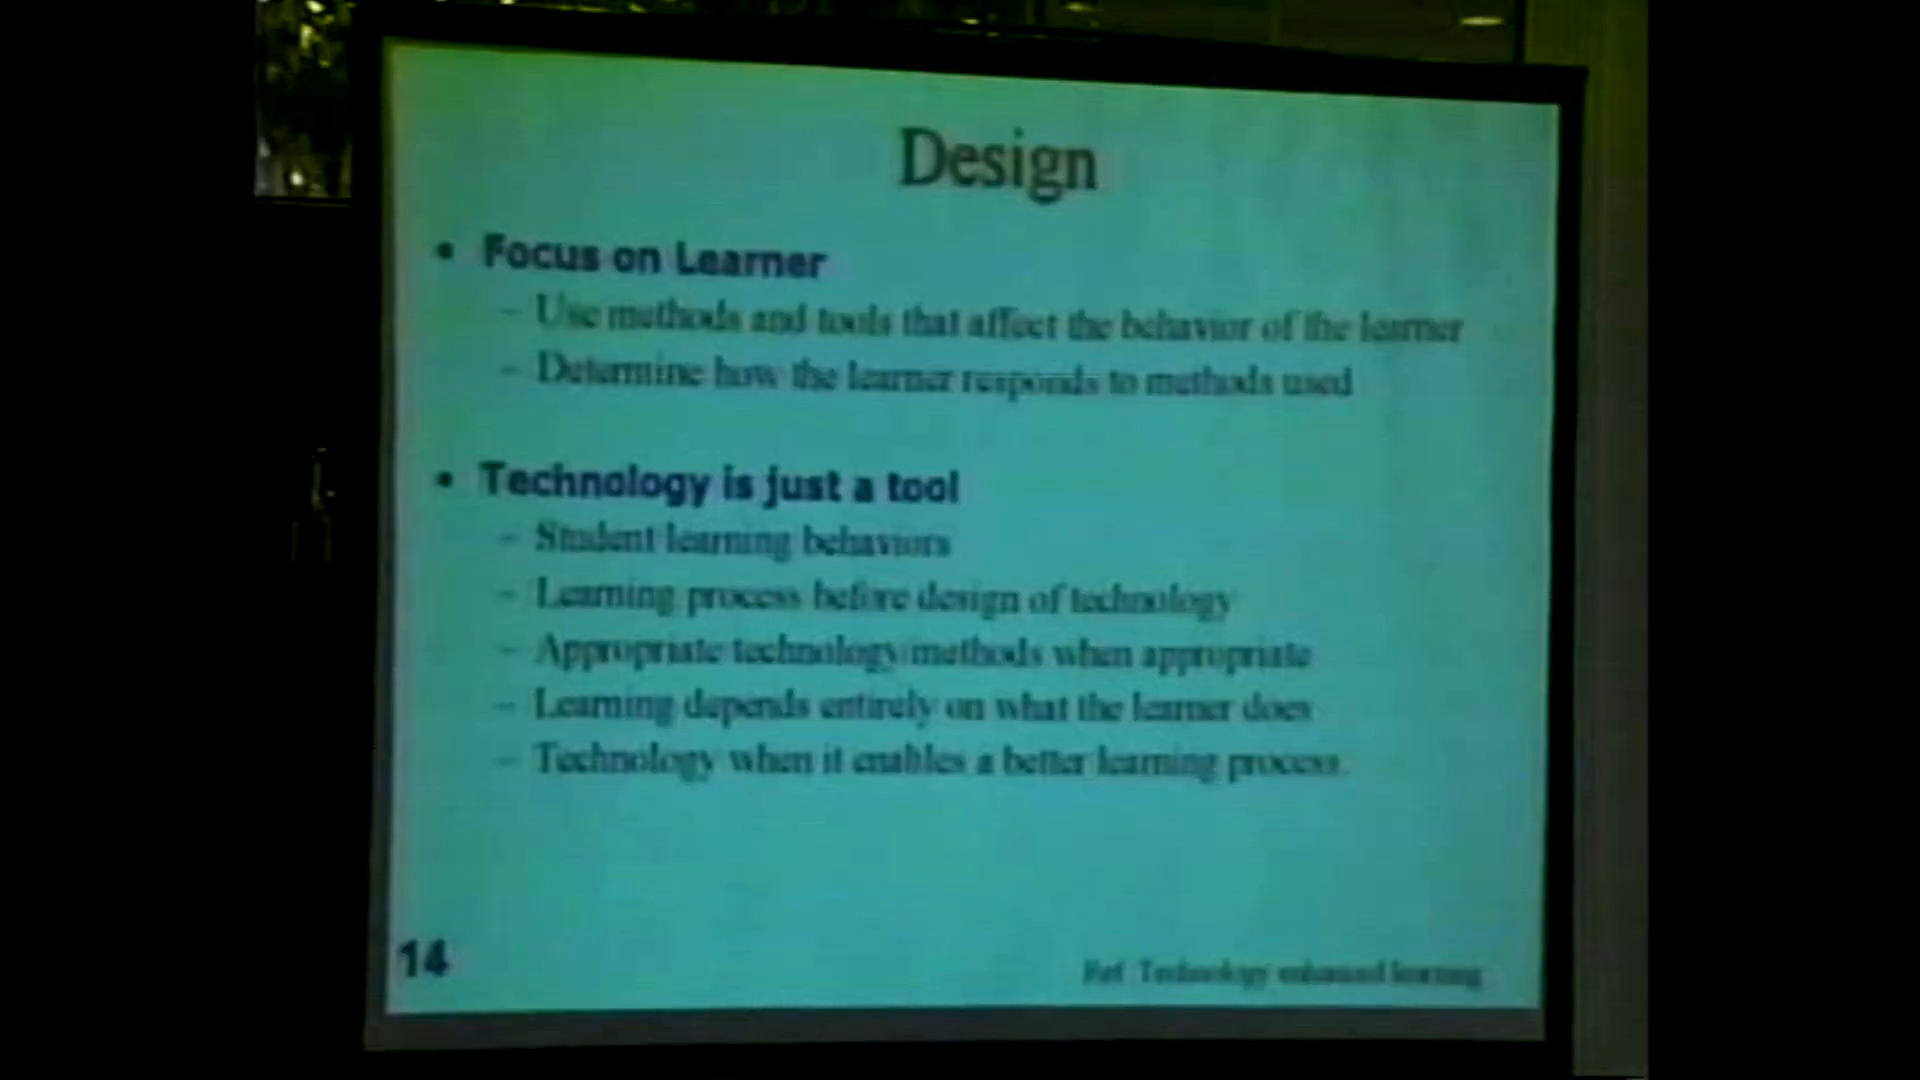 Design
• Focus on Learner
– Use methods and tools that affect the behavior of the learner
– Determine how the learner responds to methods used
• Technology is just a tool
– Student learning behaviors
– Learning process before design of technology
– Appropriate technology/methods when appropriate
– Learning depends entirely on what the learner does
– Technology when it enables a better learning process.
14
Ref Technology enhanced learning